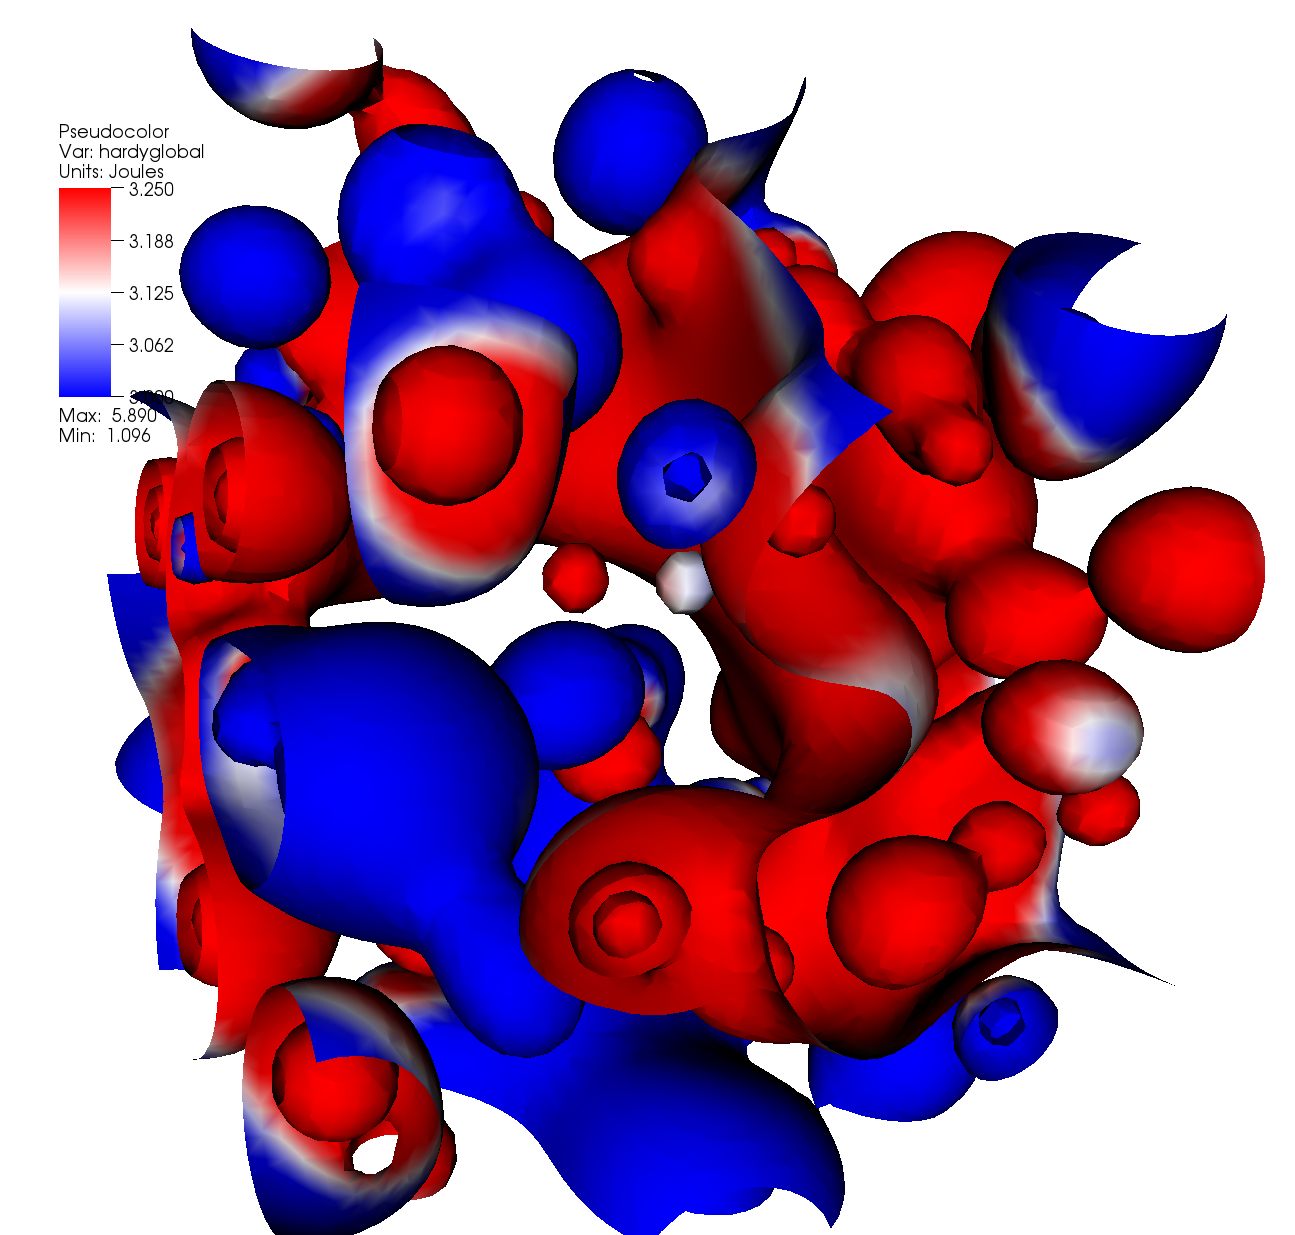 Pseudocolor
Var: hardyglobal
Units: Joules
3.250
3.188
3.125
3.062
Max: 5.890
Min: 1.096